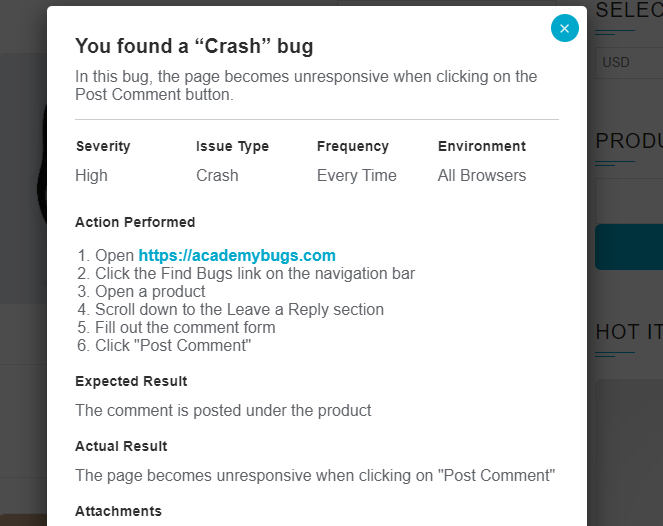 SELEC
You found a “Crash” bug
In this bug, the page becomes unresponsive when clicking on the
Post Comment button.
USD
Severity Issue Type Frequency Environment
High Crash Every Time All Browsers
PRODU
Action Performed
1. Open https://academybugs.com
2. Click the Find Bugs link on the navigation bar
3. Open a product
4. Scroll down to the Leave a Reply section
5. Fill out the comment form
6. Click "Post Comment"
HOT IT
Expected Result
The comment is posted under the product
Actual Result
The page becomes unresponsive when clicking on "Post Comment"
Attachments